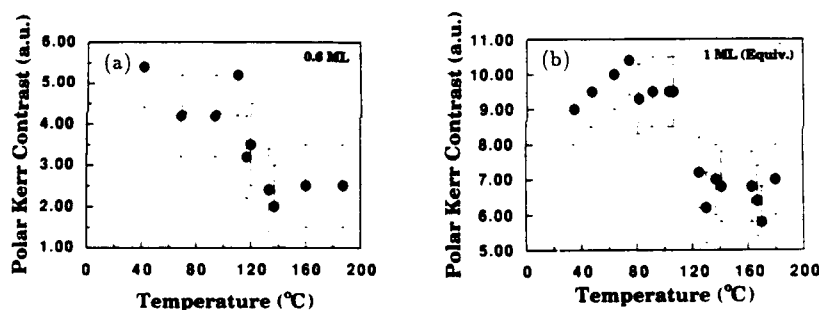 (a)
0.6 ML
Polar Kerr Contrast (a.u.)
6.00
5.00
4.00
3.00
2.00
1.00
0 40 80 120 160 200
Temperature (°C)
(b)
1 ML (Equiv.)
Polar Kerr Contrast (a.u.)
11.00
10.00
9.00
8.00
7.00
6.00
5.00
0 40 80 120 160 200
Temperature (°C)